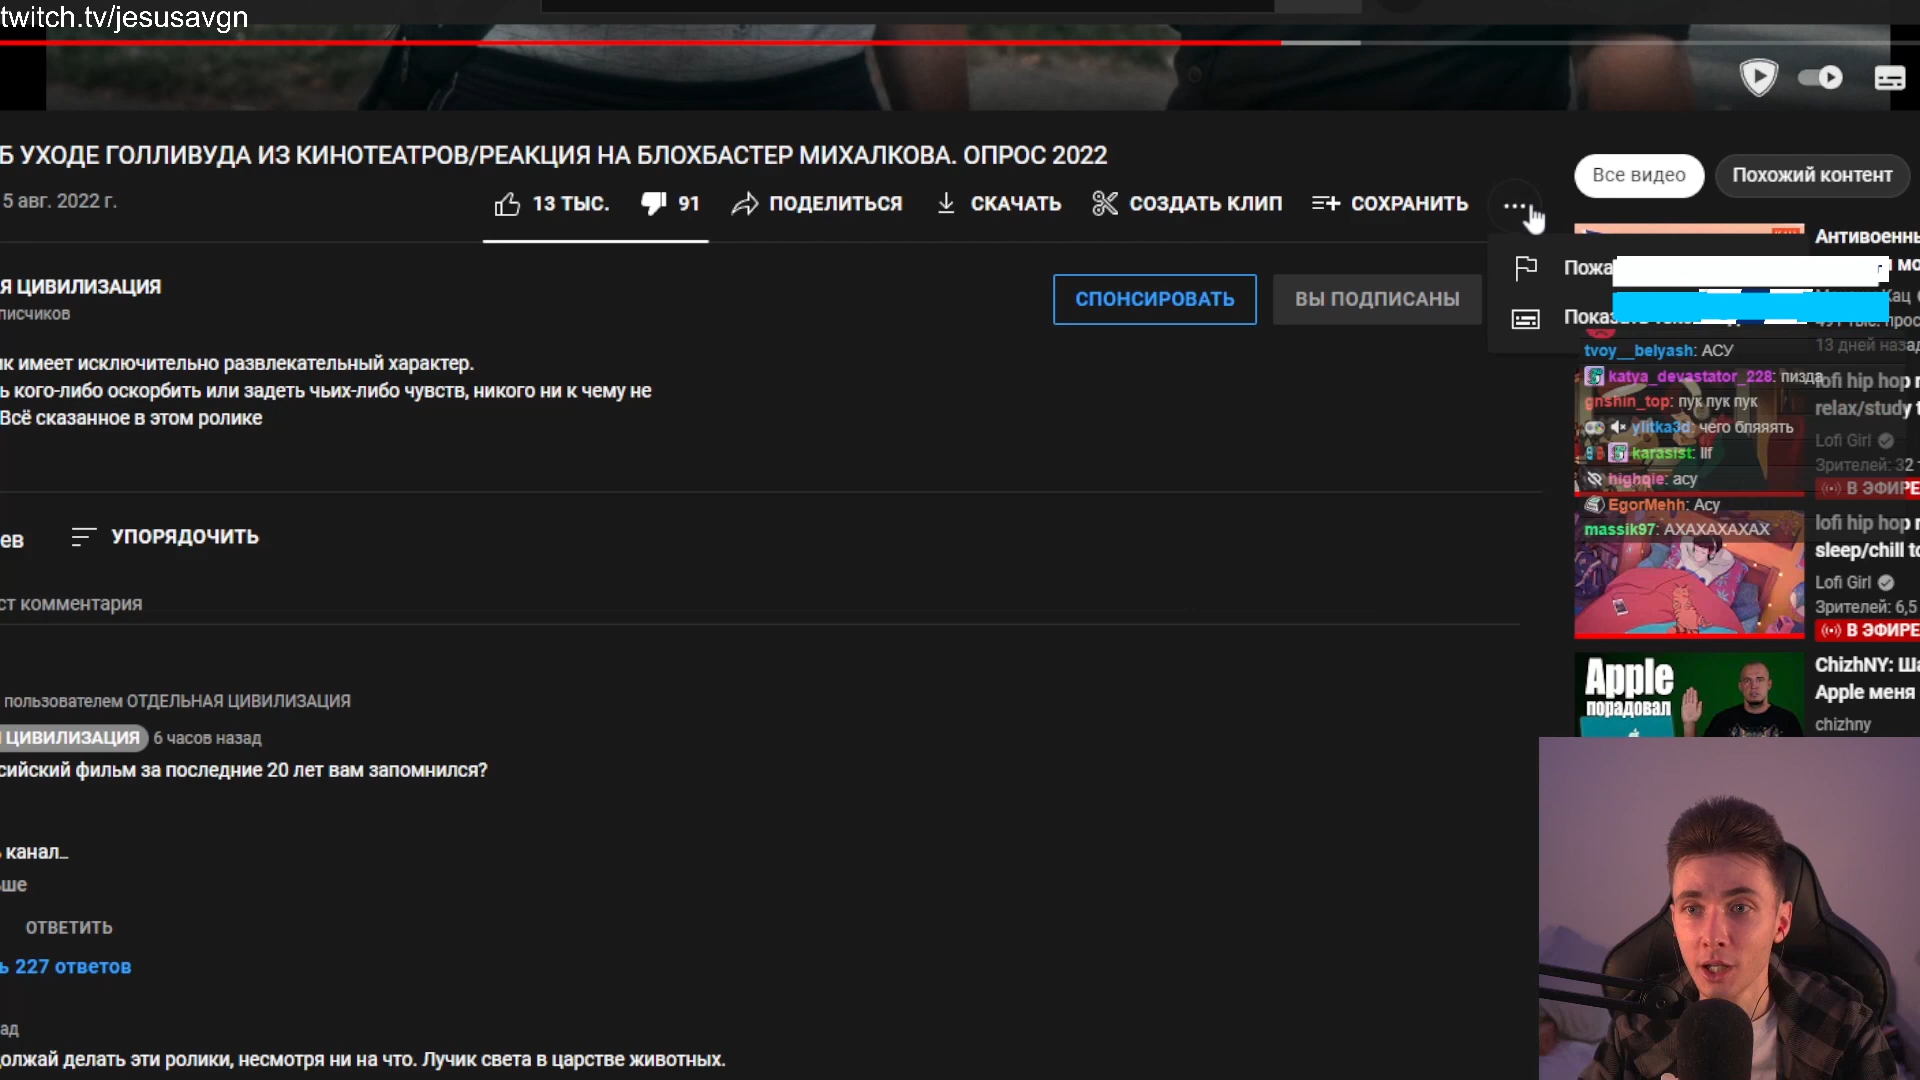 twitch.tv/jesusavgn
Б УХОДЕ ГОЛЛИВУДА ИЗ КИНОТЕАТРОВ/РЕАКЦИЯ НА БЛОХБАСТЕР МИХАЛКОВА. ОПРОС 2022
5 авг. 2022 г.
13 ТЫС.
91
ПОДЕЛИТЬСЯ
СКАЧАТЬ
СОЗДАТЬ КЛИП
СОХРАНИТЬ
Я ЦИВИЛИЗАЦИЯ
писчиков
СПОНСИРОВАТЬ
ВЫ ПОДПИСАНЫ
Пожа
к имеет исключительно развлекательный характер.
ь кого-либо оскорбить или задеть чьих-либо чувств, никого ни к чему не
Всё сказанное в этом ролике
ев
УПОРЯДОЧИТЬ
ст комментария
пользователем ОТДЕЛЬНАЯ ЦИВИЛИЗАЦИЯ
ЦИВИЛИЗАЦИЯ
6 часов назад
сийский фильм за последние 20 лет вам запомнился?
канал_
ше
ОТВЕТИТЬ
ь 227 ответов
ад
олжай делать эти ролики, несмотря ни на что. Лучик света в царстве животных.
Все видео
Похожий контент
Антивоенны
13 дней назад
tvoy__belyash: АСУ
katya_devastator_228: пизда
gnshin_top: пук пук пук
ylitka3d: чего бляяять
karasist: llf
highqie: асу
EgorMehh: Асу
massik97: АХАХАХАХАХ
lofi hip hop r
relax/study t
Lofi Girl
Зрителей: 32 т
В ЭФИРЕ
lofi hip hop r
sleep/chill to
Lofi Girl
Зрителей: 6,5
В ЭФИРЕ
Apple
порадовал
ChizhNY: Ша
Apple меня
chizhny